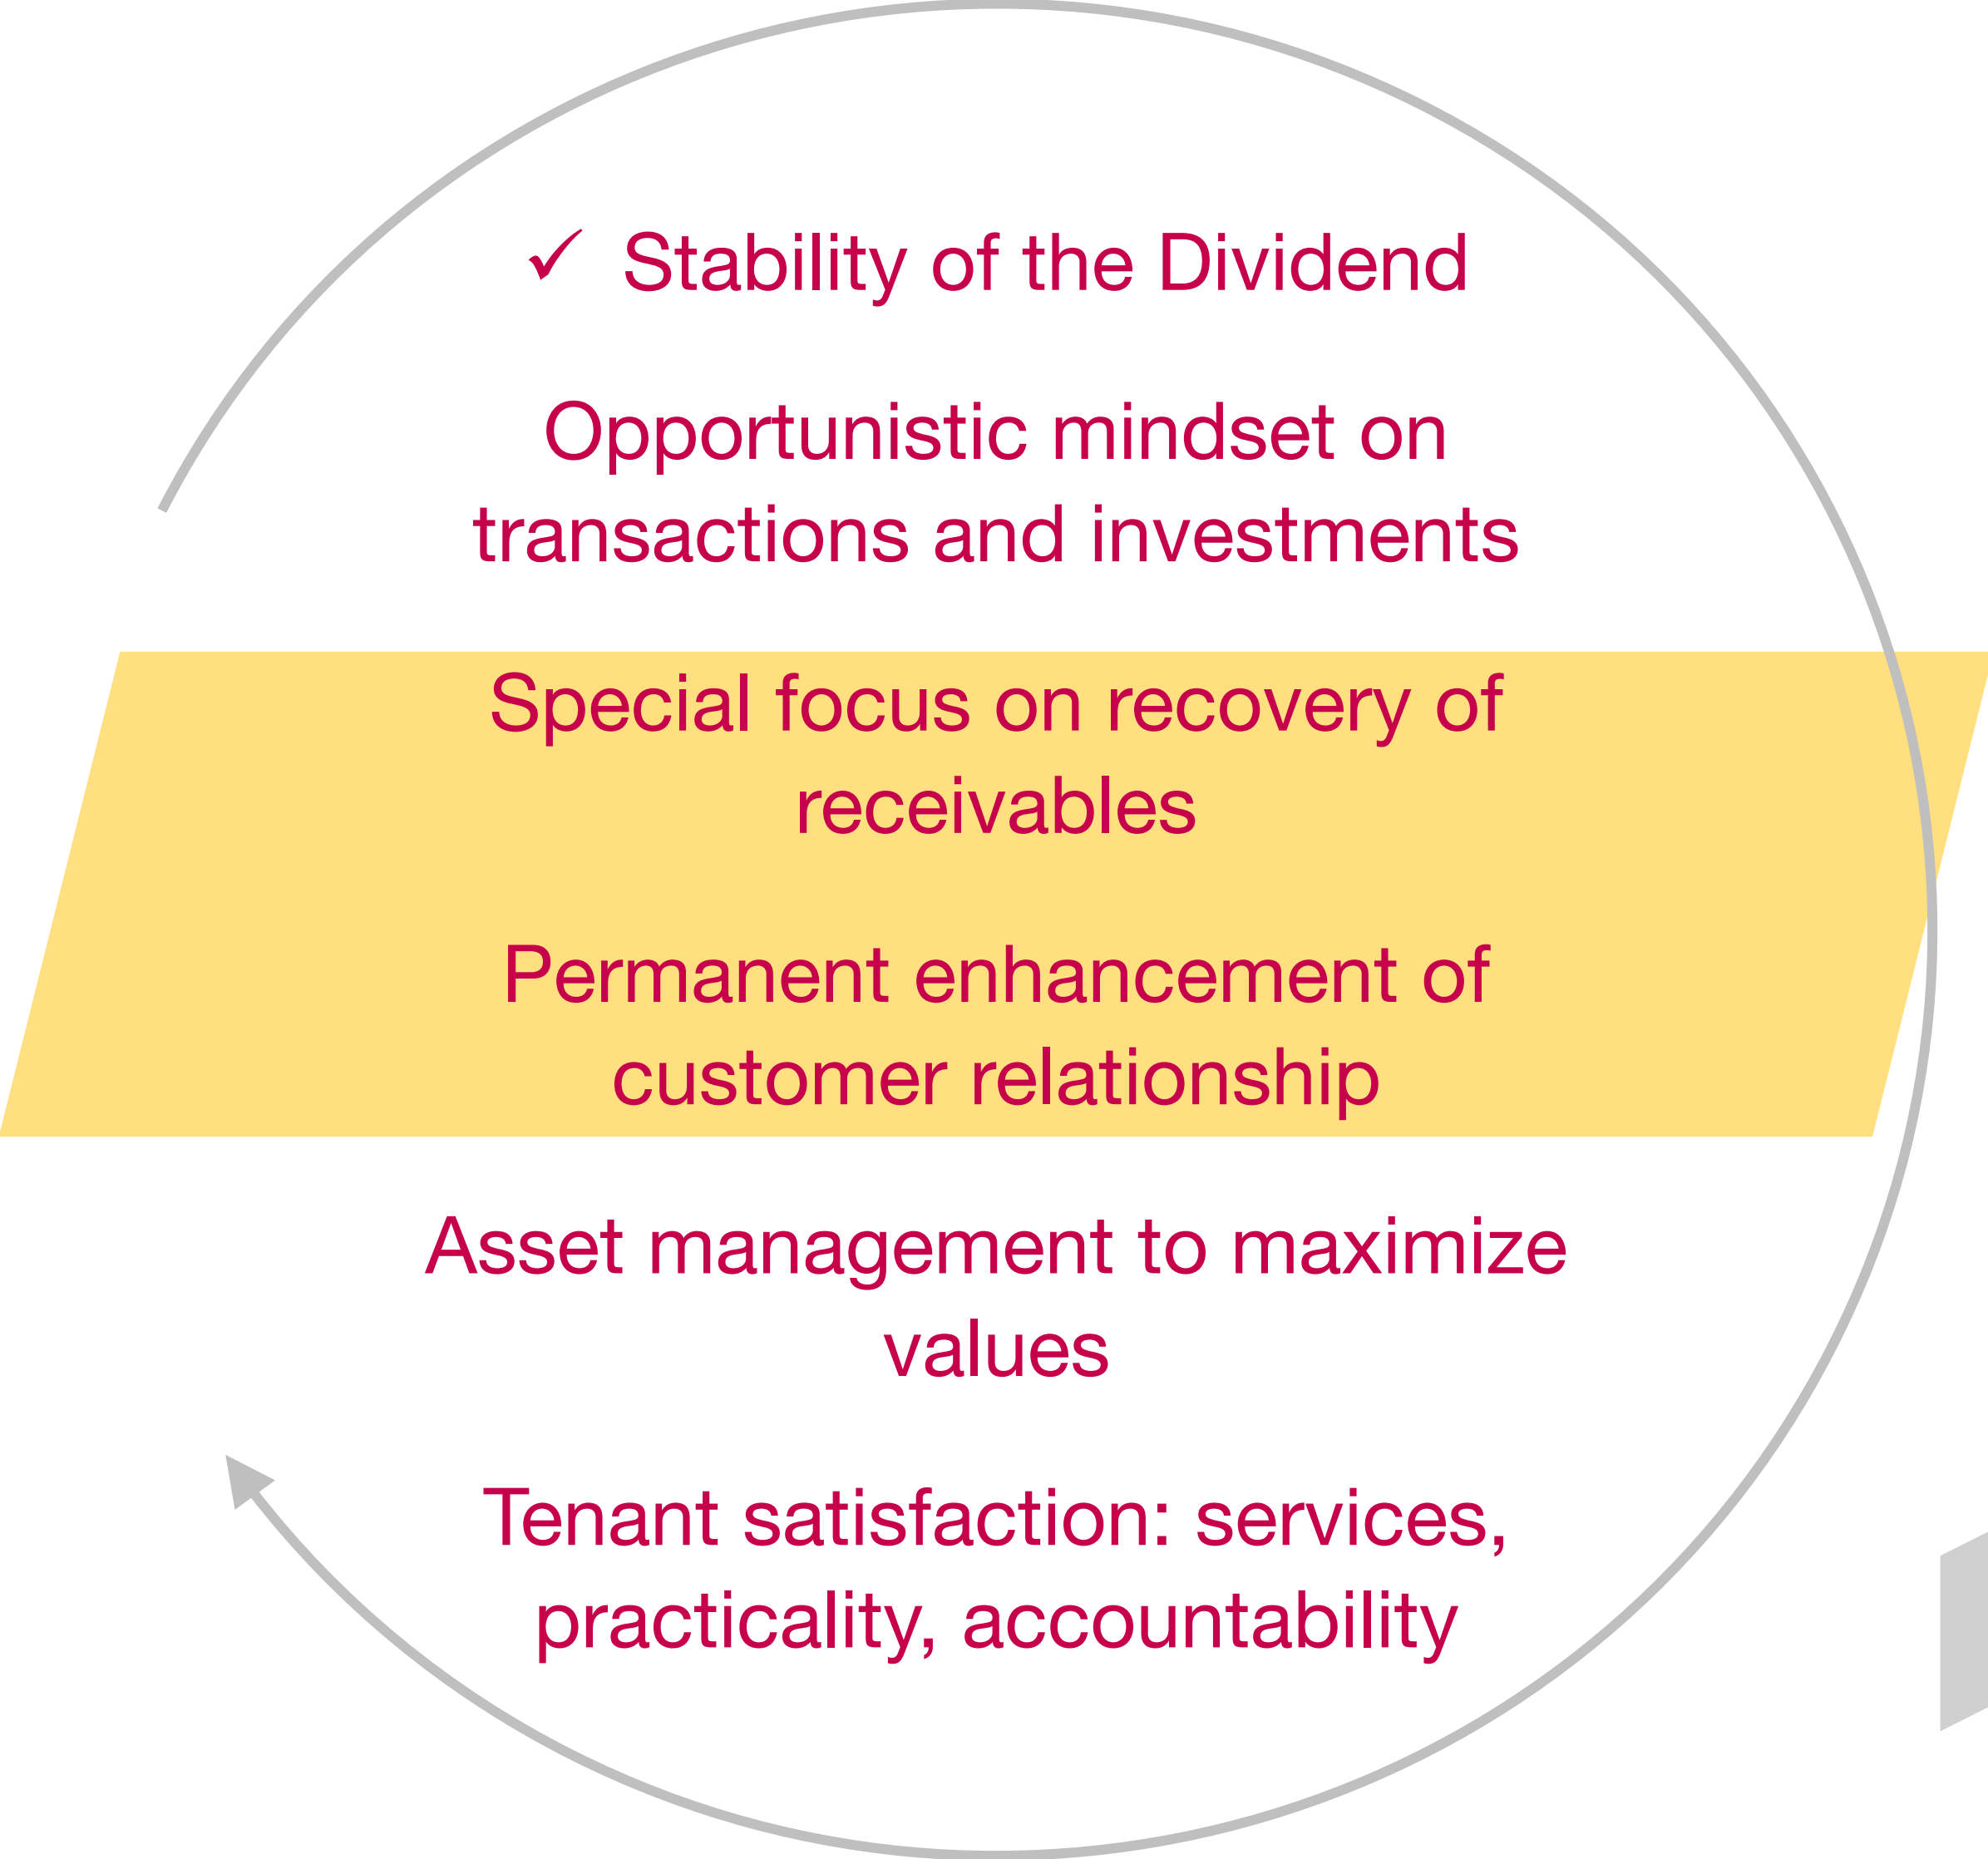 ✓ Stability of the Dividend
Opportunistic mindset on
transactions and investments
Special focus on recovery of
receivables
Permanent enhancement of
customer relationship
Asset management to maximize
values
Tenant satisfaction: services,
practicality, accountability